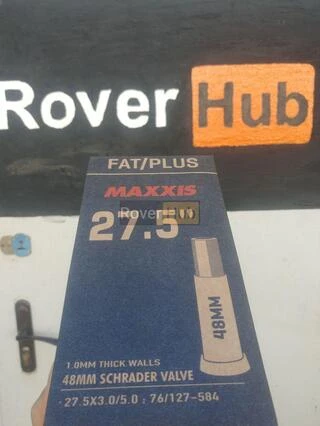 Rover Hub
FAT/PLUS
MAXXIS
Rover Hub
27.5"
48MM
1.0MM THICK WALLS
48MM SCHRADER VALVE
27.5X3.0/5.0 : 76/127-584